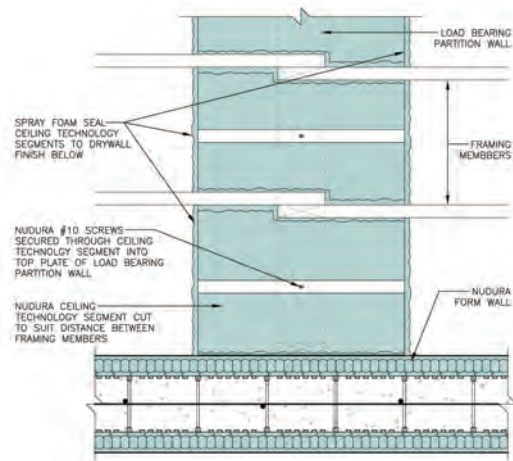 LOAD BEARING
PARTITION WALL
SPRAY FOAM SEAL
CEILING TECHNOLOGY
SEGMENTS TO DRYWALL
FINISH BELOW
FRAMING
MEMBBERS
NUDURA #10 SCREWS
SECURED THROUGH CEILING
TECHNOLGY SEGMENT INTO
TOP PLATE OF LOAD BEARING
PARTITION WALL
NUDURA CEILING
TECHNOLOGY SEGMENT CUT
TO SUIT DISTANCE BETWEEN
FRAMING MEMBERS
NUDURA
FORM WALL